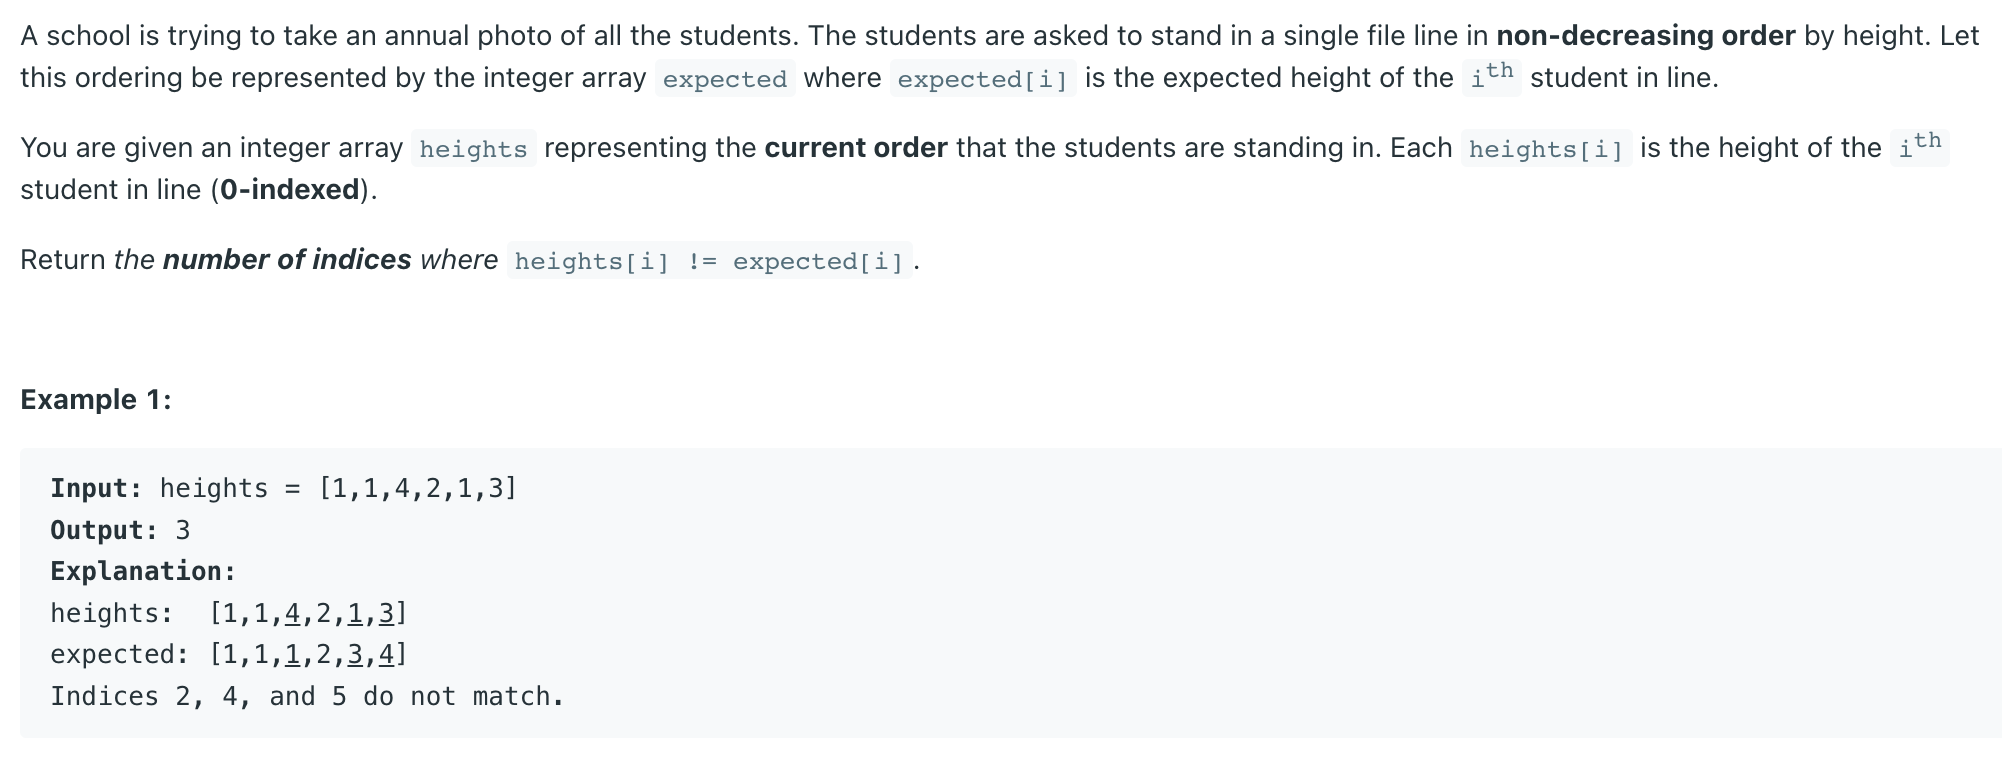 A school is trying to take an annual photo of all the students. The students are asked to stand in a single file line in non-decreasing order by height. Let
this ordering be represented by the integer array expected where expected[i] is the expected height of the ith student in line.
You are given an integer array heights representing the current order that the students are standing in. Each heights[i] is the height of the ith
student in line (0-indexed).
Return the number of indices where heights[i] != expected[i].
Example 1:
Input: heights = [1,1,4,2,1,3]
Output: 3
Explanation:
heights:  [1,1,4,2,1,3]
expected: [1,1,1,2,3,4]
Indices 2, 4, and 5 do not match.